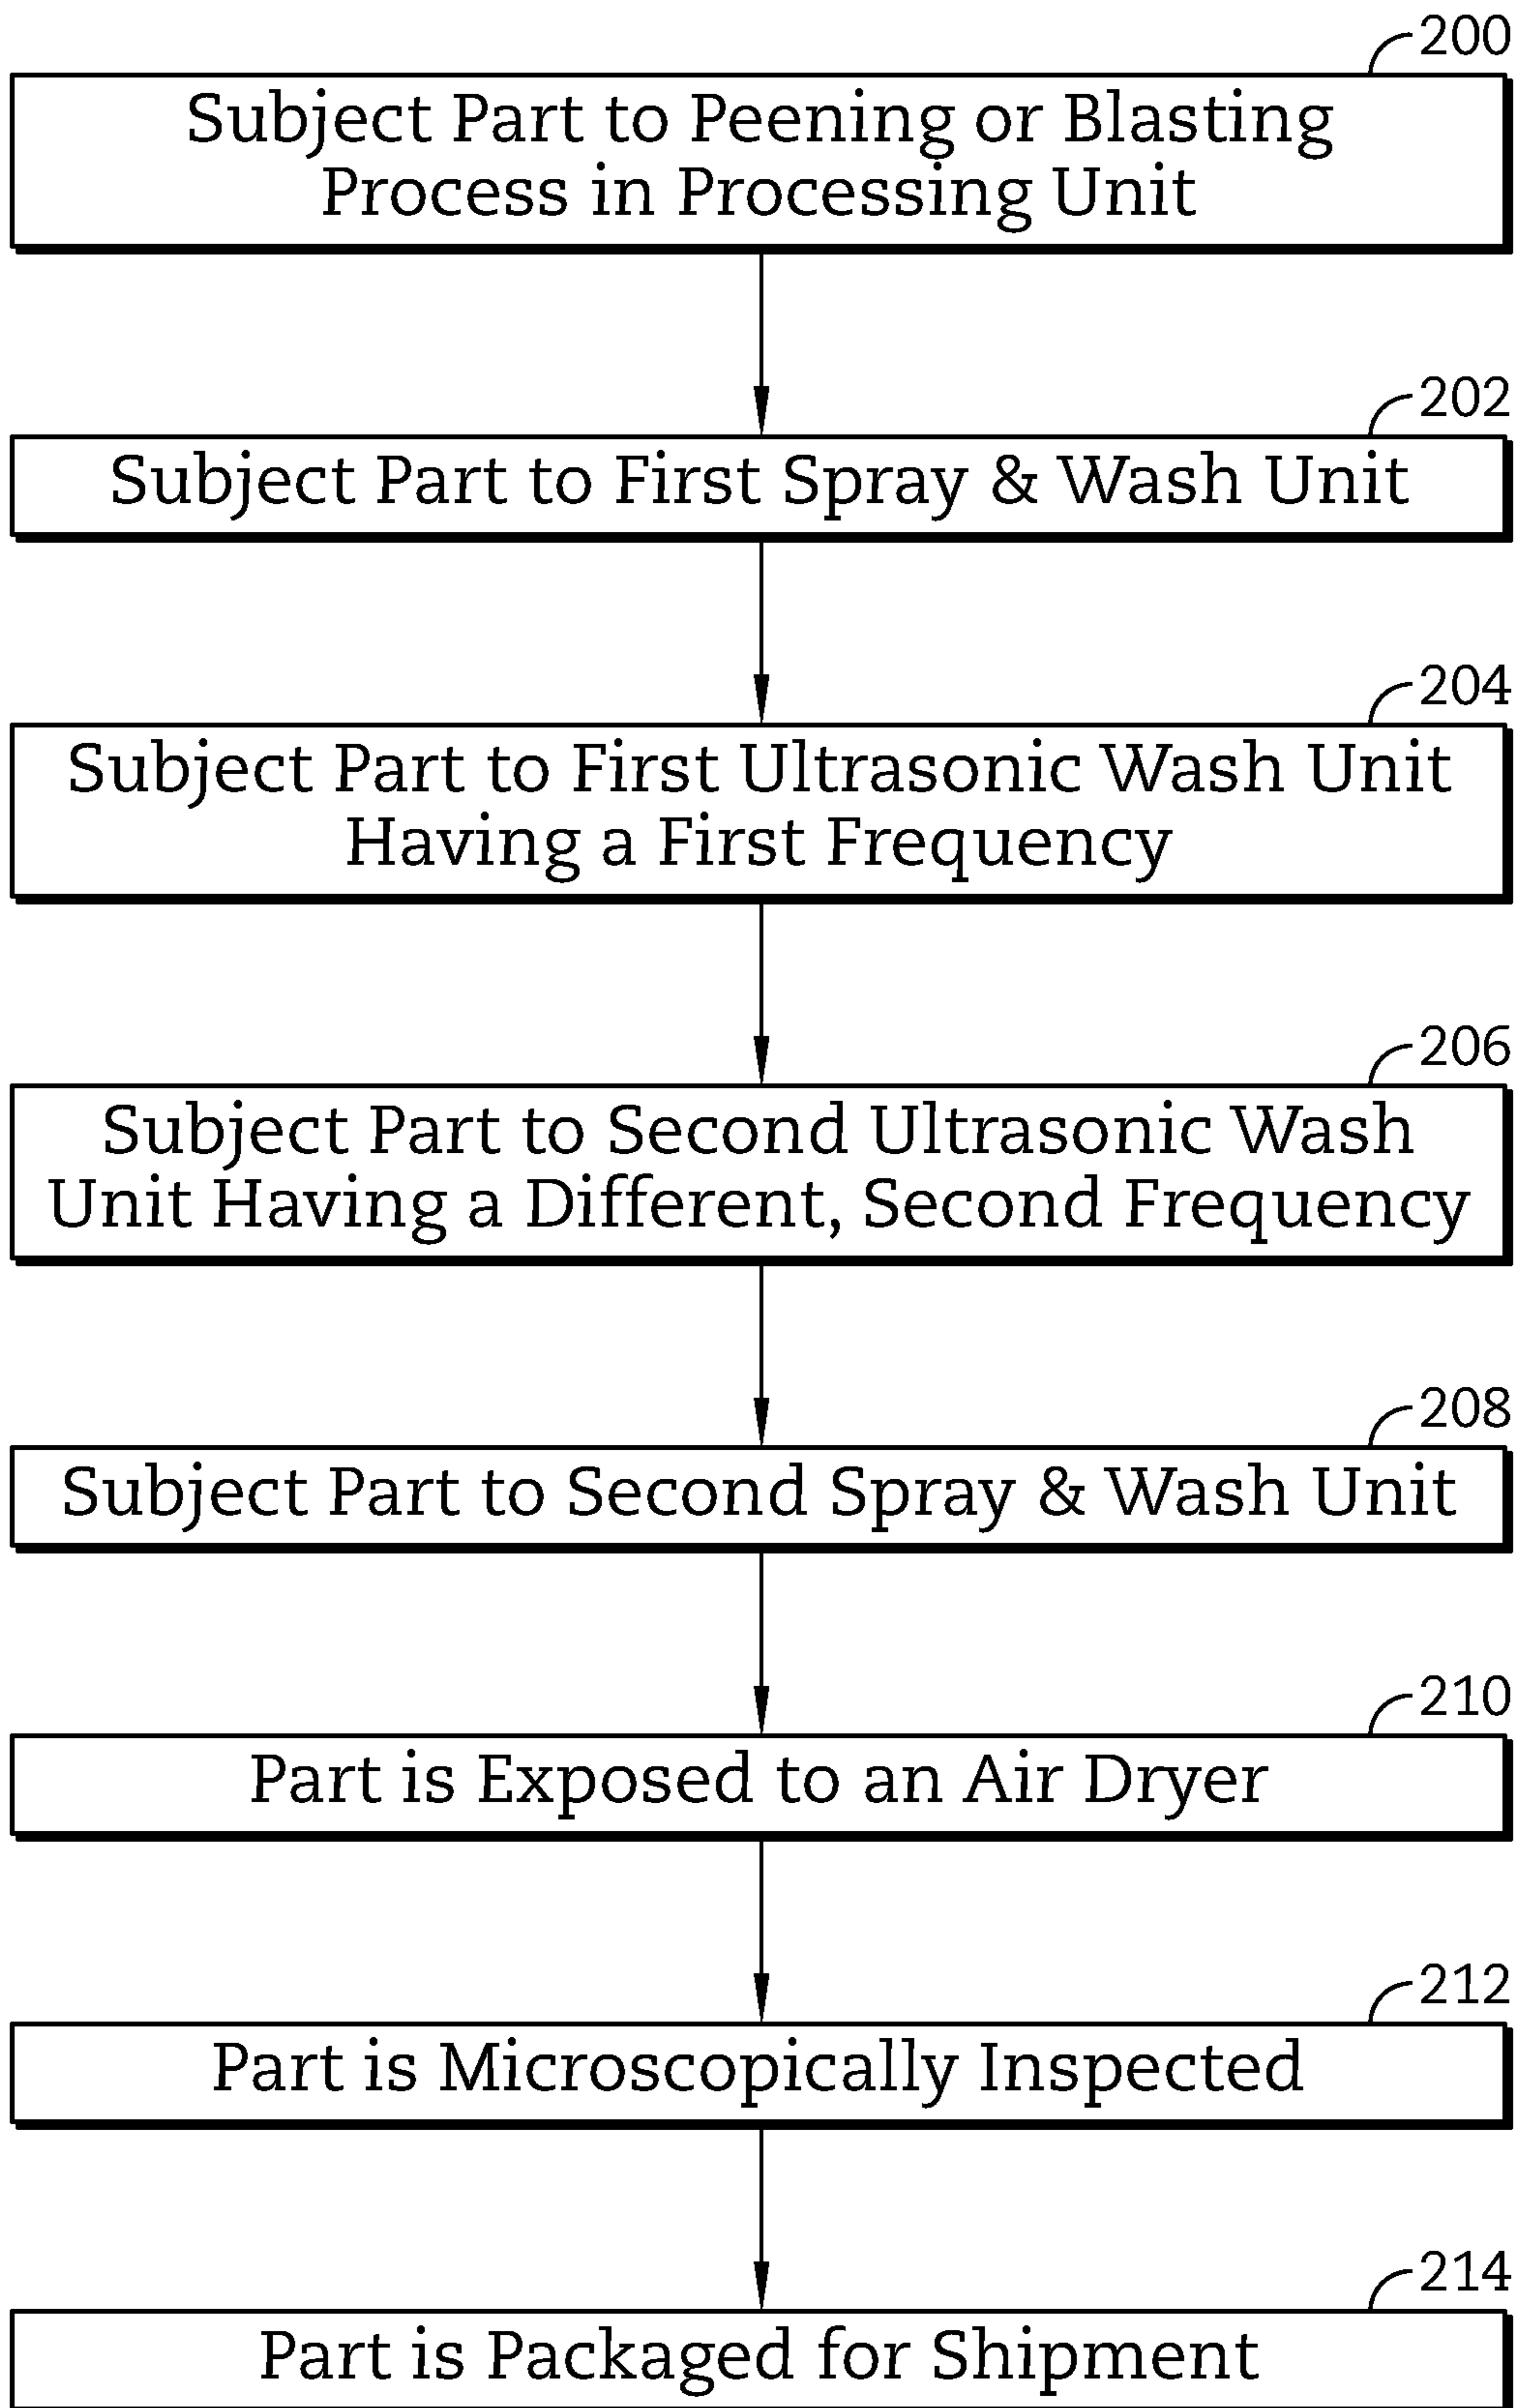 200
Subject Part to Peening or Blasting
Process in Processing Unit
202
Subject Part to First Spray & Wash Unit
204
Subject Part to First Ultrasonic Wash Unit
Having a First Frequency
206
Subject Part to Second Ultrasonic Wash
Unit Having a Different, Second Frequency
208
Subject Part to Second Spray & Wash Unit
210
Part is Exposed to an Air Dryer
212
Part is Microscopically Inspected
214
Part is Packaged for Shipment